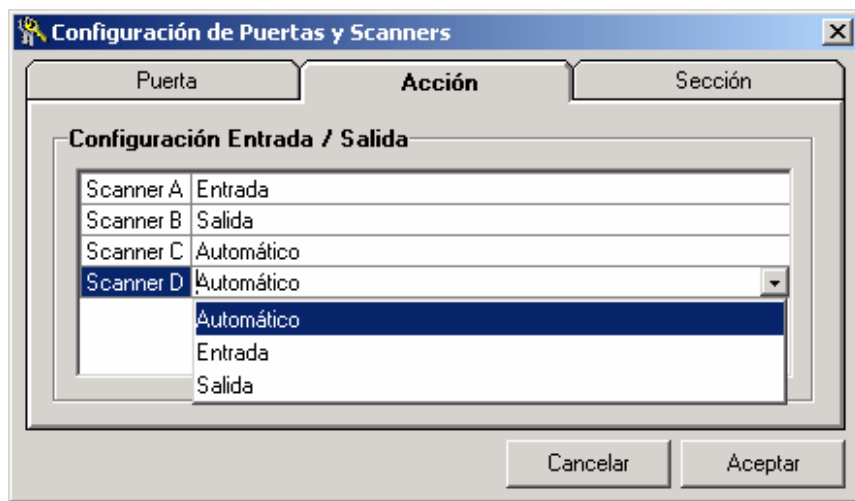 Configuración de Puertas y Scanners
Puerta Acción Sección
Configuración Entrada / Salida
Scanner A Entrada
Scanner B Salida
Scanner C Automático
Scanner D Automático
Automático
Entrada
Salida
Cancelar Aceptar